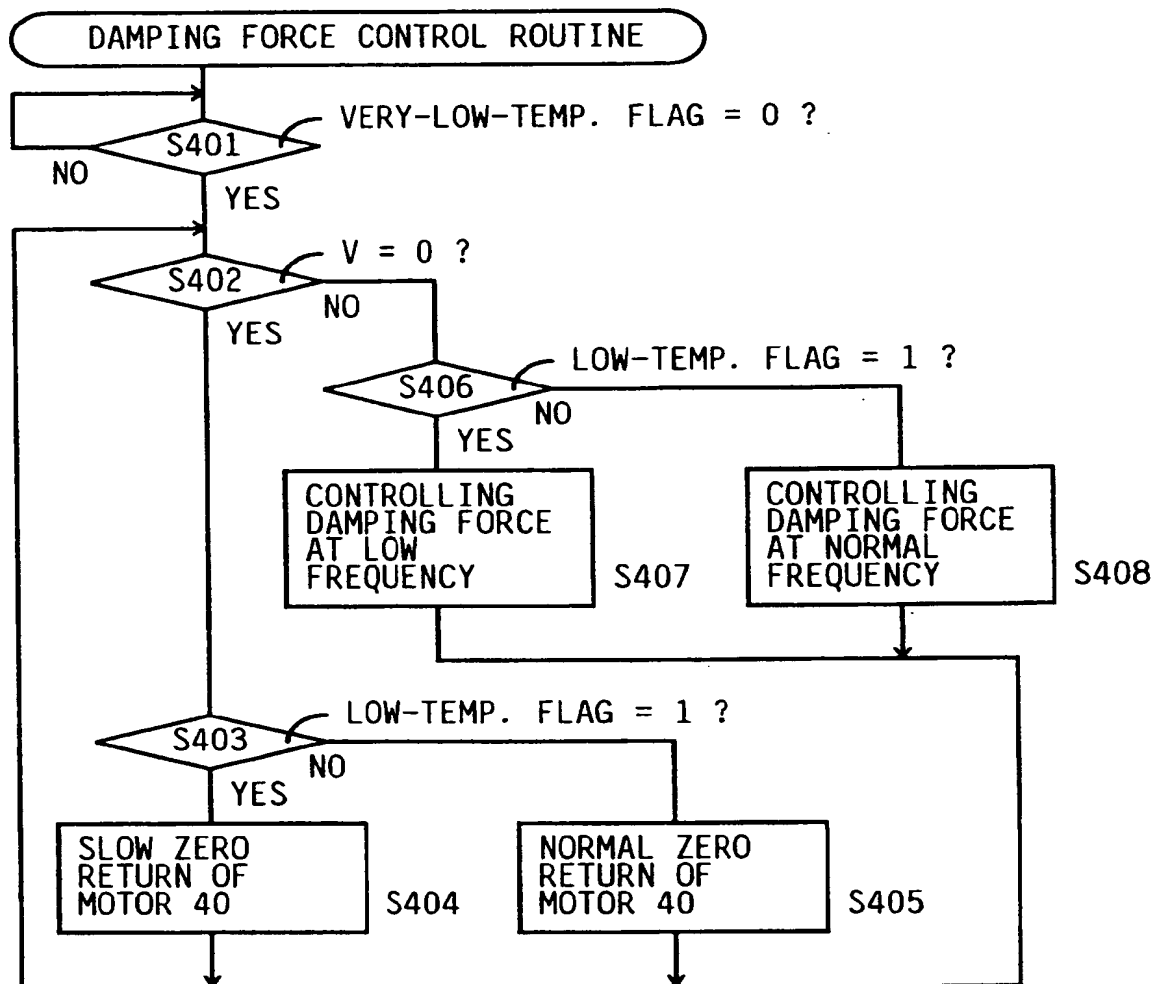 DAMPING FORCE CONTROL ROUTINE
VERY-LOW-TEMP. FLAG = 0 ?
S401
NO
YES
V = 0 ?
S402
NO
YES
LOW-TEMP. FLAG = 1 ?
S406
NO
YES
CONTROLLING
DAMPING FORCE
AT LOW
FREQUENCY
S407
CONTROLLING
DAMPING FORCE
AT NORMAL
FREQUENCY
S408
LOW-TEMP. FLAG = 1 ?
S403
NO
YES
SLOW ZERO
RETURN OF
MOTOR 40
S404
NORMAL ZERO
RETURN OF
MOTOR 40
S405